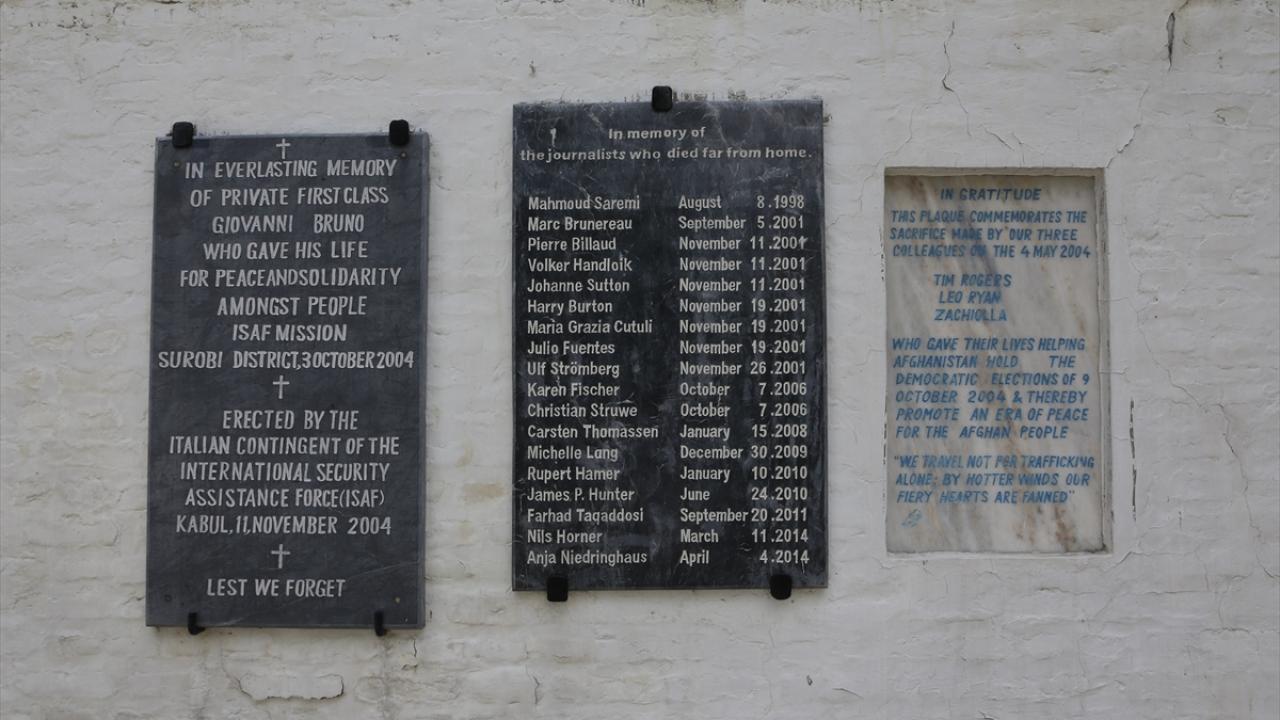 IN EVERLASTING MEMORY
OF PRIVATE FIRST CLASS
GIOVANNI BRUNO
WHO GAVE HIS LIFE
FOR PEACEANDSOLIDARITY
AMONGST PEOPLE
ISAF MISSION
SUROBI DISTRICT,3OCTOBER2004
ERECTED BY THE
ITALIAN CONTINGENT OF THE
INTERNATIONAL SECURITY
ASSISTANCE FORCE(ISAF)
KABUL,11,NOVEMBER 2004
LEST WE FORGET
In memory of
the journalists who died far from home.
Mahmoud Saremi August 8.1998
Marc Brunereau September 5.2001
Pierre Billaud November 11.2001
Volker Handloik November 11.2001
Johanne Sutton November 11.2001
Harry Burton November 19.2001
Maria Grazia Cutuli November 19.2001
Julio Fuentes November 19.2001
Ulf Strömberg November 26.2001
Karen Fischer October 7.2006
Christian Struwe October 7.2006
Carsten Thomassen January 15.2008
Michelle Lang December 30.2009
Rupert Hamer January 10.2010
James P. Hunter June 24.2010
Farhad Taqaddosi September 20.2011
Nils Horner March 11.2014
Anja Niedringhaus April 4.2014
IN GRATITUDE
THIS PLAQUE COMMEMORATES THE
SACRIFICE MADE BY OUR THREE
COLLEAGUES ON THE 4 MAY 2004
TIM ROGERS
LEO RYAN
ZACHIOLLA
WHO GAVE THEIR LIVES HELPING
AFGHANISTAN HOLD THE
DEMOCRATIC ELECTIONS OF 9
OCTOBER 2004 & THEREBY
PROMOTE AN ERA OF PEACE
FOR THE AFGHAN PEOPLE
"WE TRAVEL NOT FOR TRAFFICKING
ALONE: BY HOTTER WINDS OUR
FIERY HEARTS ARE FANNED"